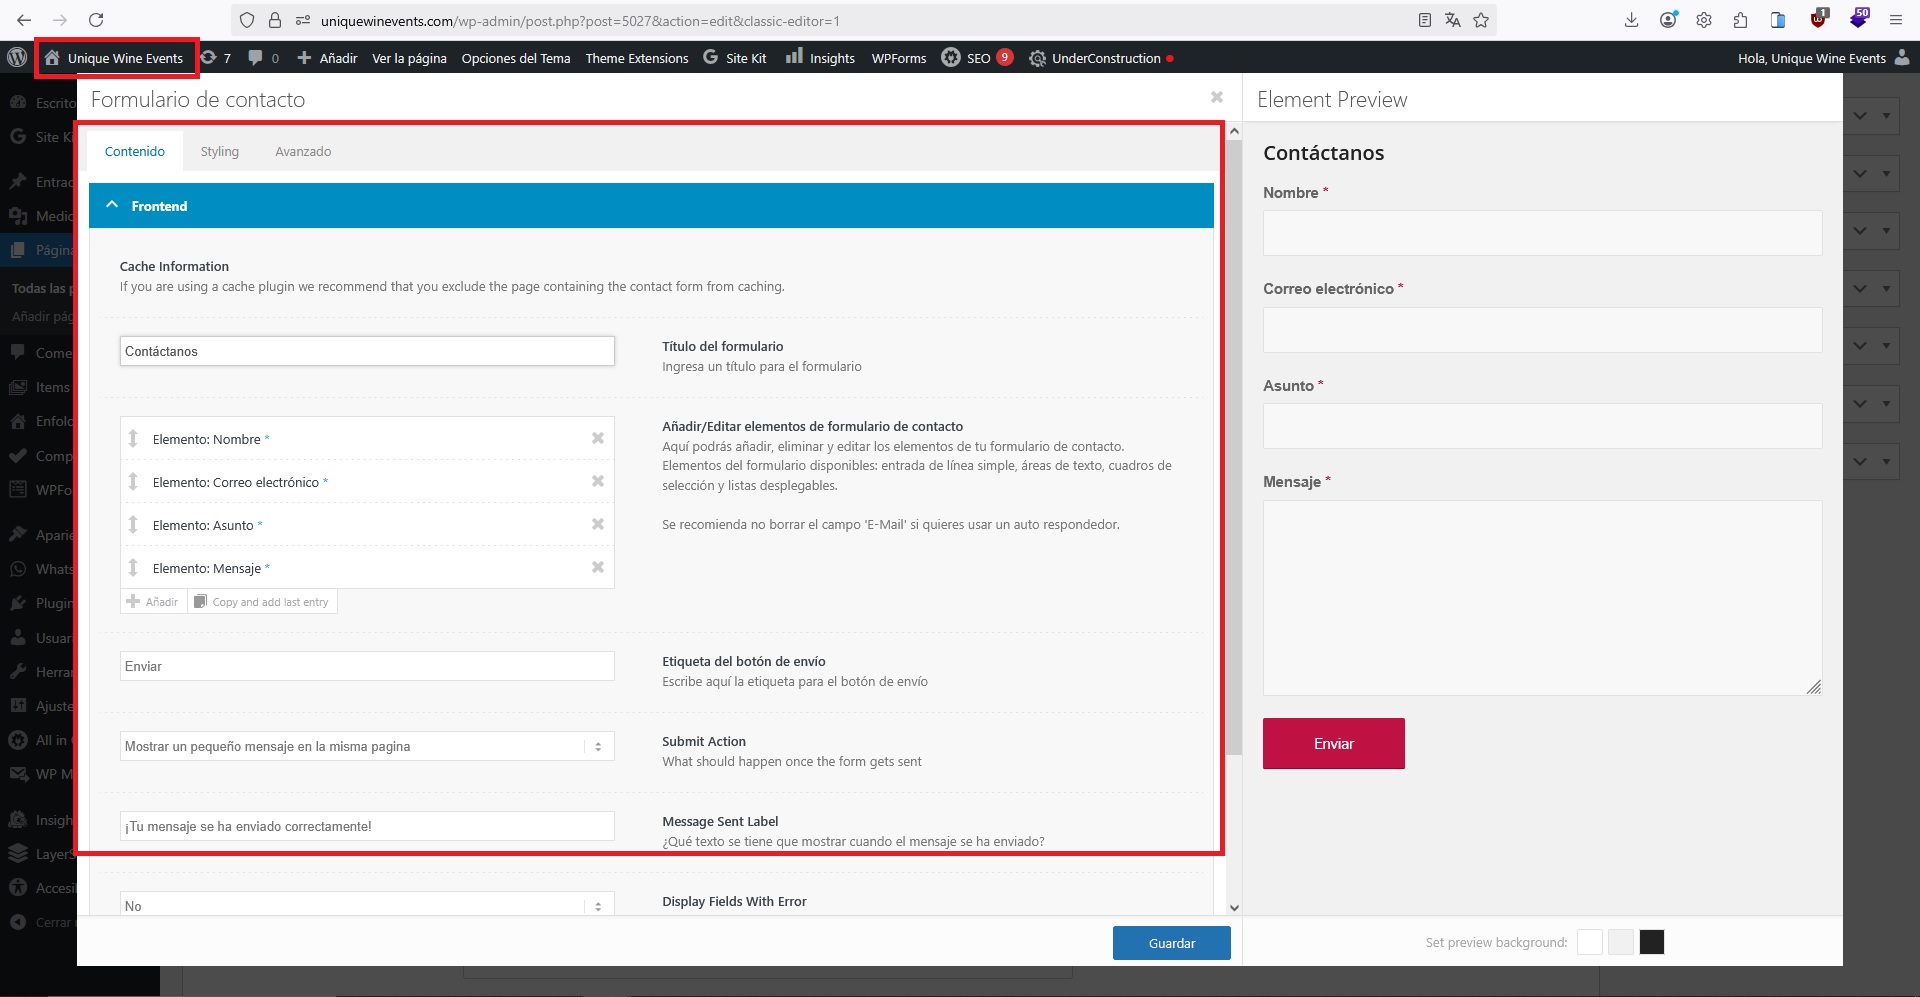 uniquewinevents.com/wp-admin/post.php?post=5027&action=edit&classic-editor=1
1
50
Unique Wine Events
7
0
Añadir
Ver la página
Opciones del Tema
Theme Extensions
Site Kit
Insights
WPForms
SEO
9
UnderConstruction
Hola, Unique Wine Events
Escrito
Site Ki
Entrad
Medio
Página
Todas las p
Añadir pág
Come
Items
Enfold
Comp
WPFo
Aparie
Whats
Plugin
Usuar
Herra
Ajuste
All in
WP M
Insigh
LayerS
Accesi
Cerrar
Formulario de contacto
Contenido
Styling
Avanzado
Frontend
Cache Information
If you are using a cache plugin we recommend that you exclude the page containing the contact form from caching.
Contáctanos
Título del formulario
Ingresa un título para el formulario
Elemento: Nombre *
Elemento: Correo electrónico *
Elemento: Asunto *
Elemento: Mensaje *
Añadir
Copy and add last entry
Añadir/Editar elementos de formulario de contacto
Aquí podrás añadir, eliminar y editar los elementos de tu formulario de contacto.
Elementos del formulario disponibles: entrada de línea simple, áreas de texto, cuadros de
selección y listas desplegables.
Se recomienda no borrar el campo 'E-Mail' si quieres usar un auto respondedor.
Enviar
Etiqueta del botón de envío
Escribe aquí la etiqueta para el botón de envío
Mostrar un pequeño mensaje en la misma pagina
Submit Action
What should happen once the form gets sent
¡Tu mensaje se ha enviado correctamente!
Message Sent Label
¿Qué texto se tiene que mostrar cuando el mensaje se ha enviado?
No
Display Fields With Error
Guardar
Element Preview
Contáctanos
Nombre *
Correo electrónico *
Asunto *
Mensaje *
Enviar
Set preview background: